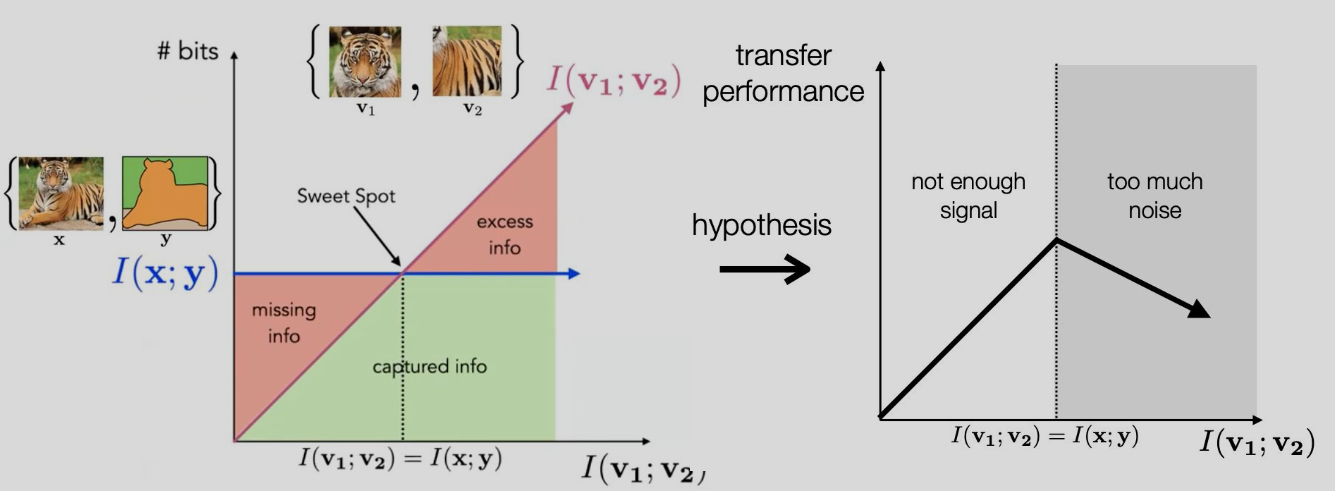 # bits
{ , }
v₁ v₂
I(v₁; v₂)
{ , }
x y
I(x; y)
Sweet Spot
excess
info
missing
info
captured info
I(v₁; v₂) = I(x; y)
I(v₁; v₂
hypothesis
transfer
performance
not enough
signal
too much
noise
I(v₁; v₂) = I(x; y)
I(v₁; v₂)